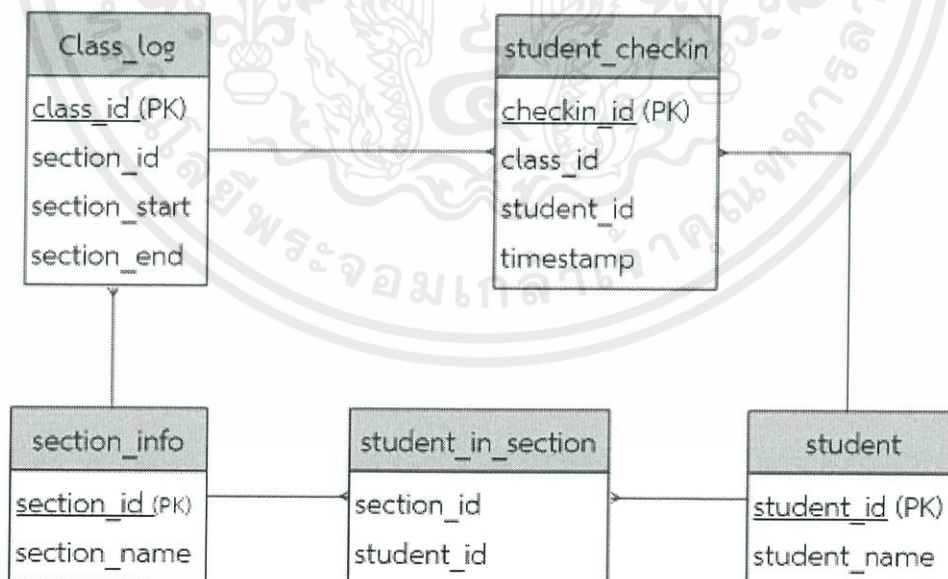 Class_log
class_id (PK)
section_id
section_start
section_end
student_checkin
checkin_id (PK)
class_id
student_id
timestamp
section_info
section_id (PK)
section_name
student_in_section
section_id
student_id
student
student_id (PK)
student_name